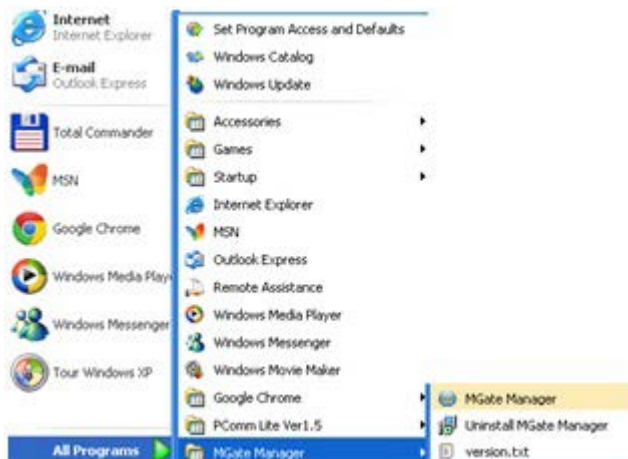 Internet
Internet Explorer
E-mail
Outlook Express
Total Commander
MSN
Google Chrome
Windows Media Play
Windows Messenger
Tour Windows XP
All Programs
Set Program Access and Defaults
Windows Catalog
Windows Update
Accessories
Games
Startup
Internet Explorer
MSN
Outlook Express
Remote Assistance
Windows Media Player
Windows Messenger
Windows Movie Maker
Google Chrome
PComm Lite Ver1.5
MGate Manager
MGate Manager
Uninstall MGate Manager
version.txt